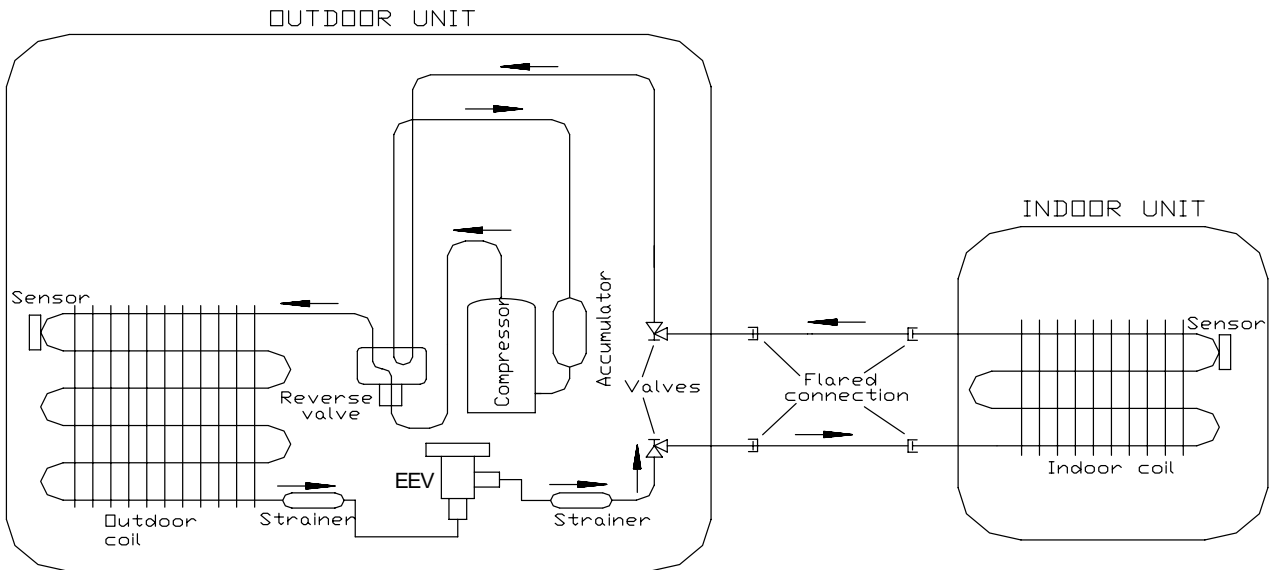 OUTDOOR UNIT
INDOOR UNIT
Sensor
Compressor
Accumulator
Sensor
Reverse
valve
Valves
Flared
connection
EEV
Indoor coil
Strainer
Strainer
Outdoor
coil